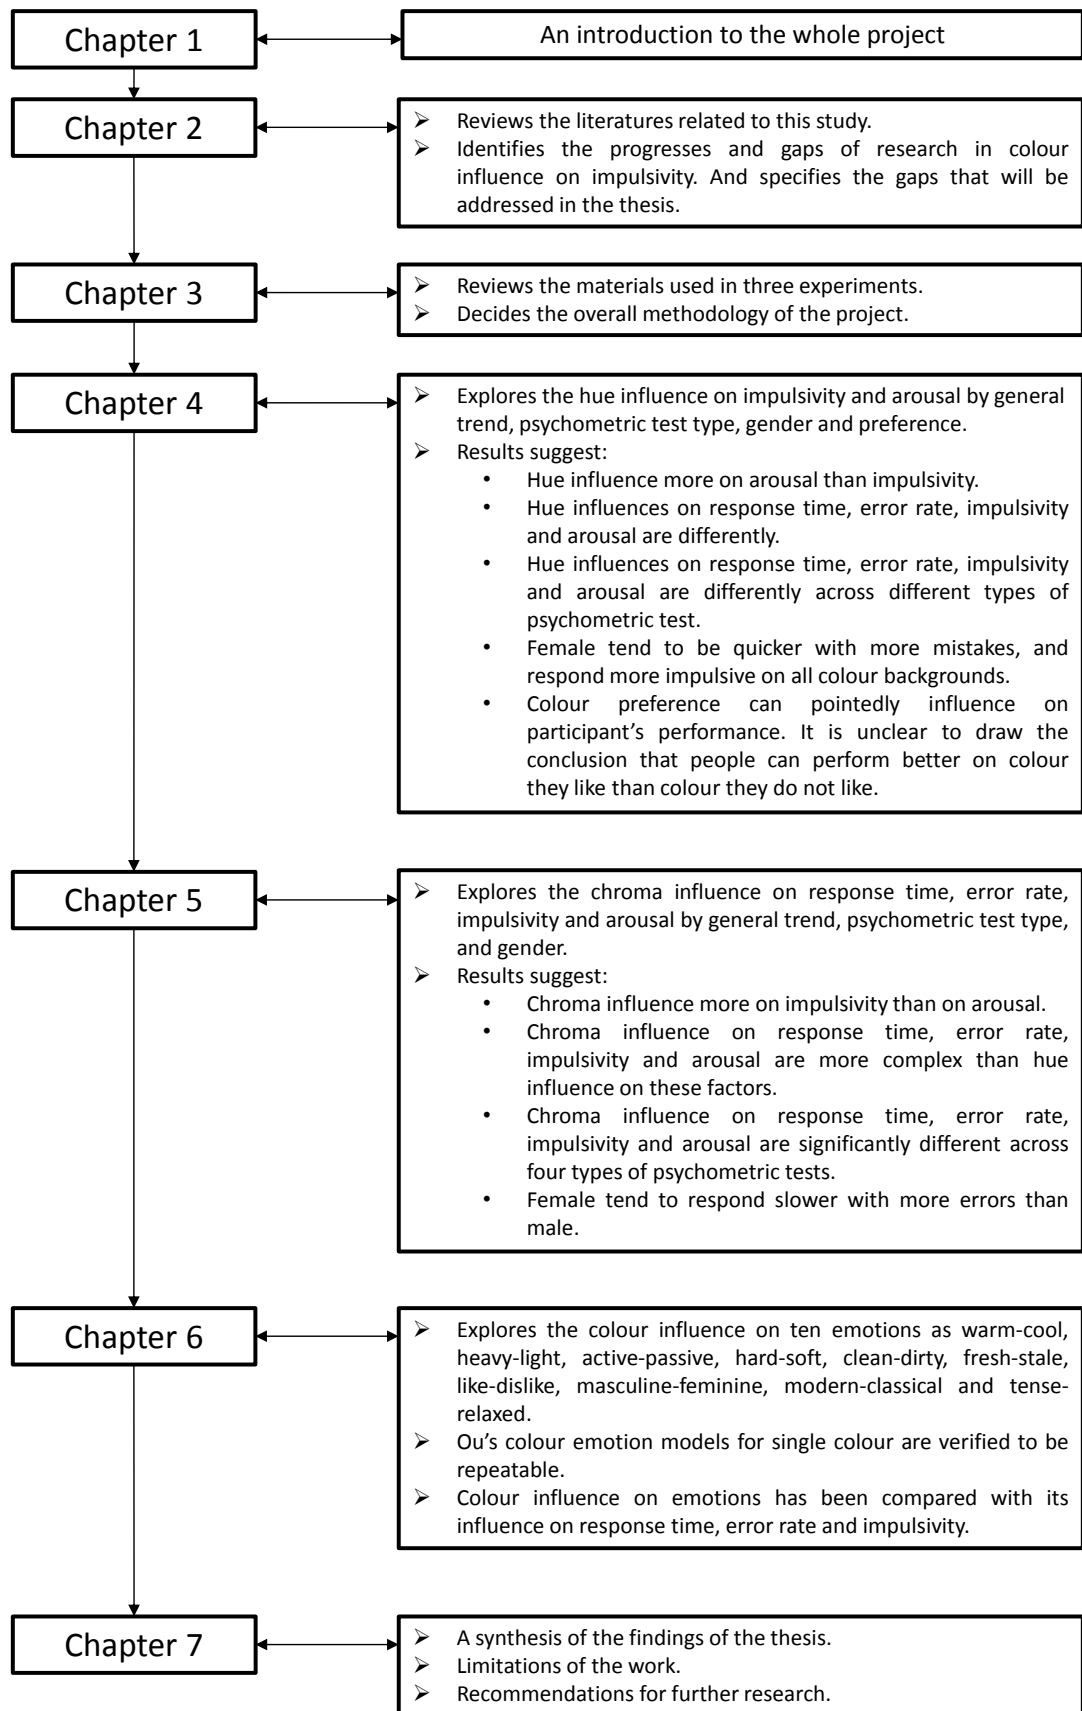 Chapter 1
An introduction to the whole project
Chapter 2
➢ Reviews the literatures related to this study.
➢ Identifies the progresses and gaps of research in colour
influence on impulsivity. And specifies the gaps that will be
addressed in the thesis.
Chapter 3
➢ Reviews the materials used in three experiments.
➢ Decides the overall methodology of the project.
Chapter 4
➢ Explores the hue influence on impulsivity and arousal by general
trend, psychometric test type, gender and preference.
➢ Results suggest:
• Hue influence more on arousal than impulsivity.
• Hue influences on response time, error rate, impulsivity
and arousal are differently.
• Hue influences on response time, error rate, impulsivity
and arousal are differently across different types of
psychometric test.
• Female tend to be quicker with more mistakes, and
respond more impulsive on all colour backgrounds.
• Colour preference can pointedly influence on
participant's performance. It is unclear to draw the
conclusion that people can perform better on colour
they like than colour they do not like.
Chapter 5
➢ Explores the chroma influence on response time, error rate,
impulsivity and arousal by general trend, psychometric test type,
and gender.
➢ Results suggest:
• Chroma influence more on impulsivity than on arousal.
• Chroma influence on response time, error rate,
impulsivity and arousal are more complex than hue
influence on these factors.
• Chroma influence on response time, error rate,
impulsivity and arousal are significantly different across
four types of psychometric tests.
• Female tend to respond slower with more errors than
male.
Chapter 6
➢ Explores the colour influence on ten emotions as warm-cool,
heavy-light, active-passive, hard-soft, clean-dirty, fresh-stale,
like-dislike, masculine-feminine, modern-classical and tense-
relaxed.
➢ Ou's colour emotion models for single colour are verified to be
repeatable.
➢ Colour influence on emotions has been compared with its
influence on response time, error rate and impulsivity.
Chapter 7
➢ A synthesis of the findings of the thesis.
➢ Limitations of the work.
➢ Recommendations for further research.